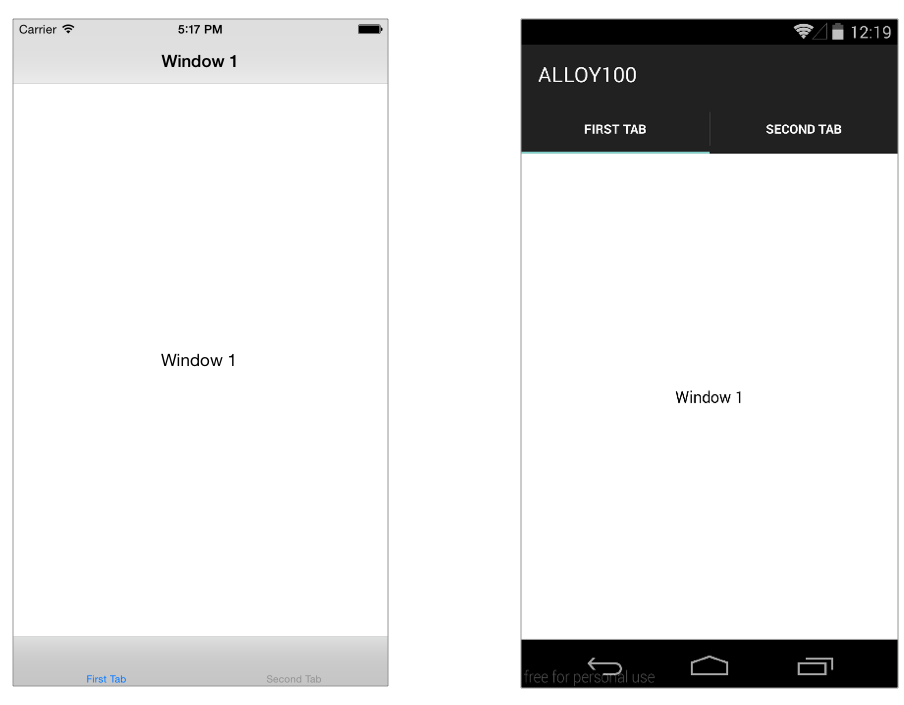 Carrier 5:17 PM
Window 1
Window 1
First Tab Second Tab
12:19
ALLOY100
FIRST TAB SECOND TAB
Window 1
free for personal use